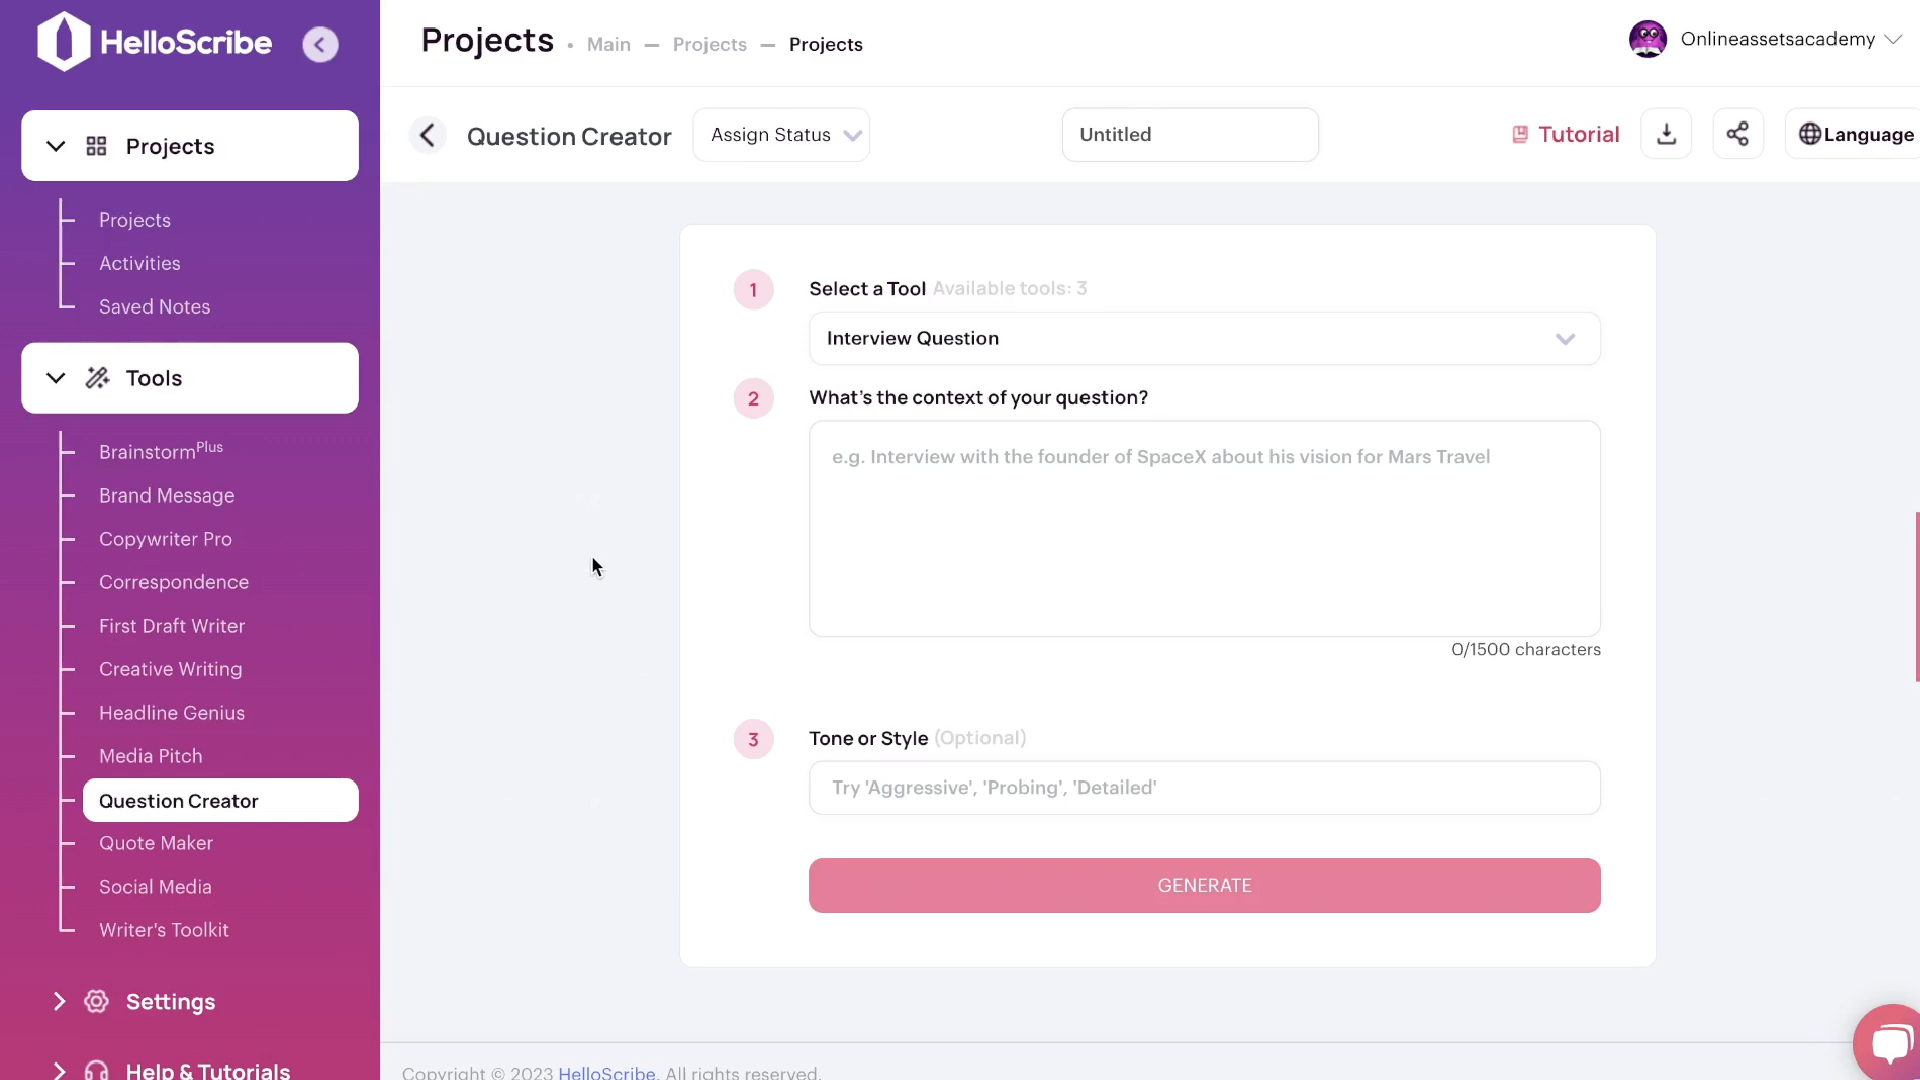 HelloScribe
Projects
Projects
Activities
Saved Notes
Tools
Brainstorm Plus
Brand Message
Copywriter Pro
Correspondence
First Draft Writer
Creative Writing
Headline Genius
Media Pitch
Question Creator
Quote Maker
Social Media
Writer's Toolkit
Settings
Help & Tutorials
Projects • Main — Projects — Projects
Onlineassetsacademy
Question Creator
Assign Status
Untitled
Tutorial
Language
1
Select a Tool Available tools: 3
Interview Question
2
What's the context of your question?
e.g. Interview with the founder of SpaceX about his vision for Mars Travel
0/1500 characters
3
Tone or Style (Optional)
Try 'Aggressive', 'Probing', 'Detailed'
GENERATE
Copyright © 2023 HelloScribe. All rights reserved.